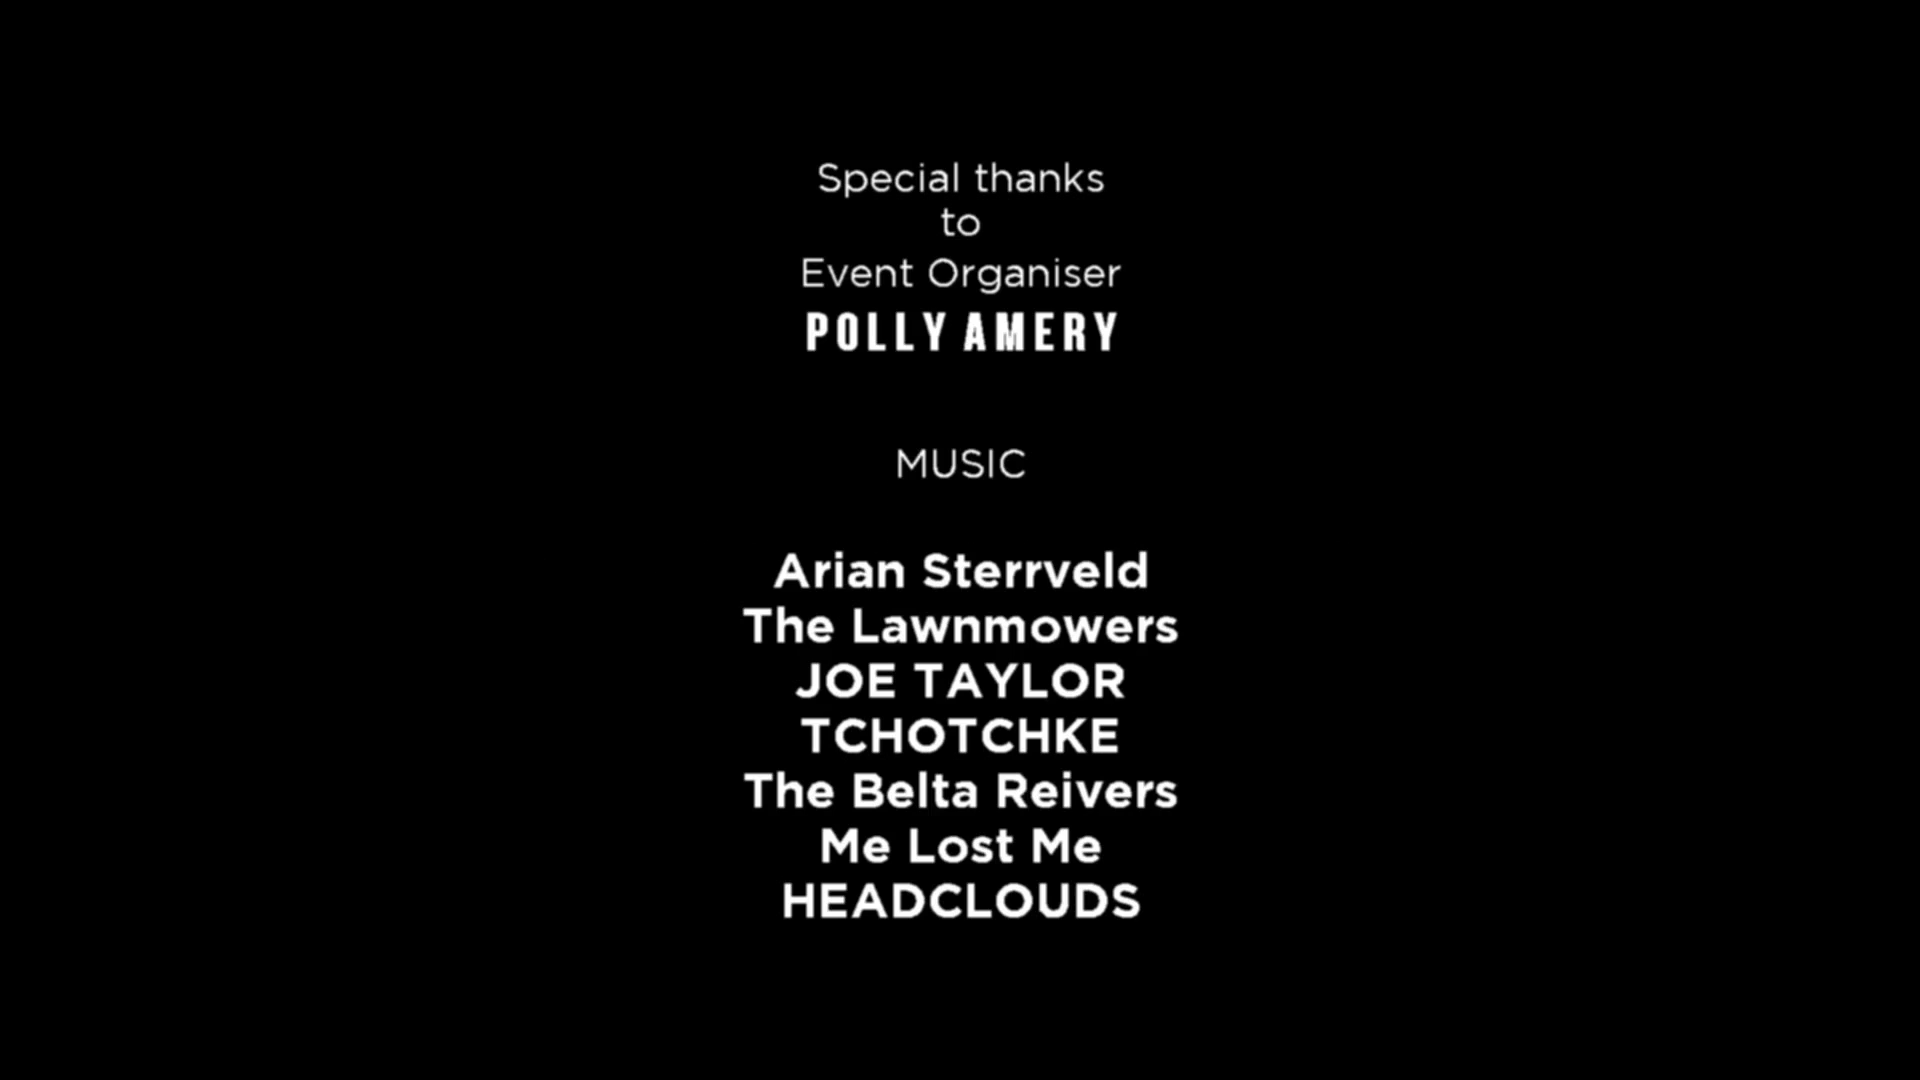 Special thanks
to
Event Organiser
POLLY AMERY
MUSIC
Arian Sterrveld
The Lawnmowers
JOE TAYLOR
TCHOTCHKE
The Belta Reivers
Me Lost Me
HEADCLOUDS